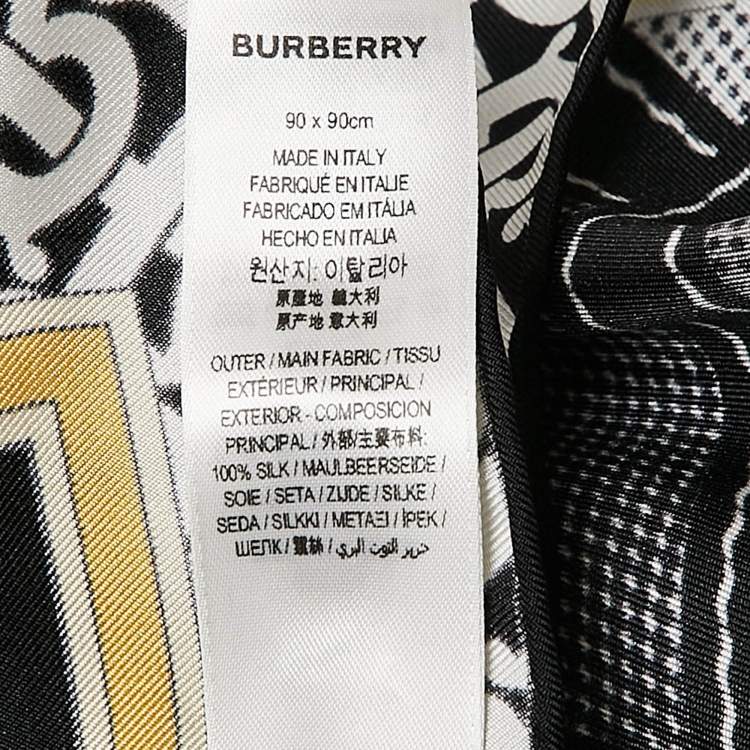 BURBERRY
90 x 90cm
MADE IN ITALY
FABRIQUÉ EN ITALIE
FABRICADO EM ITÁLIA
HECHO EN ITALIA
원산지: 이탈리아
原產地 義大利
原产地 意大利
OUTER / MAIN FABRIC / TISSU
EXTÉRIEUR / PRINCIPAL /
EXTERIOR - COMPOSICION
PRINCIPAL / 外部/主要布料:
100% SILK / MAULBEERSEIDE /
SOIE / SETA / ZIJDE / SILKE /
SEDA / SILKKI / ΜΕΤΑΞΙ / İPEK /
ШЕЛК / 蠶絲 / حرير التوت البري /